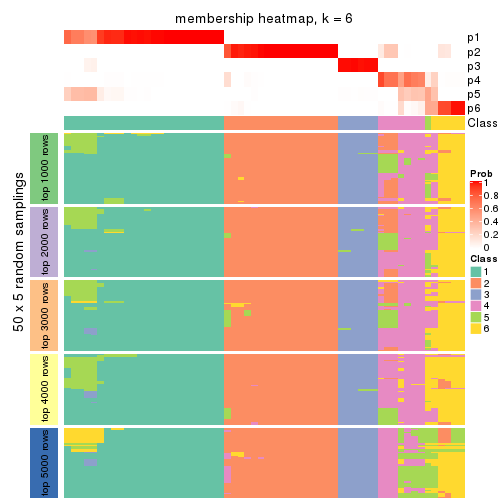 membership heatmap, k = 6
p1
p2
p3
p4
p5
p6
Class
50 x 5 random samplings
top 1000 rows
top 2000 rows
top 3000 rows
top 4000 rows
top 5000 rows
Prob
1
0.8
0.6
0.4
0.2
0
Class
1
2
3
4
5
6